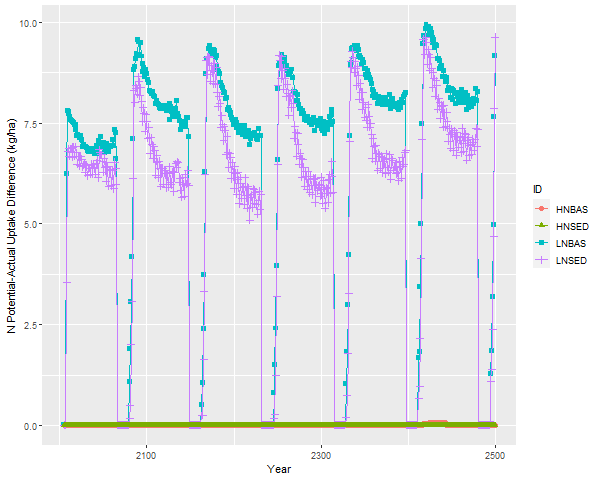 N Potential-Actual Uptake Difference (kg/ha)
10.0
7.5
5.0
2.5
0.0
2100
2300
2500
Year
ID
HNBAS
HNSED
LNBAS
LNSED